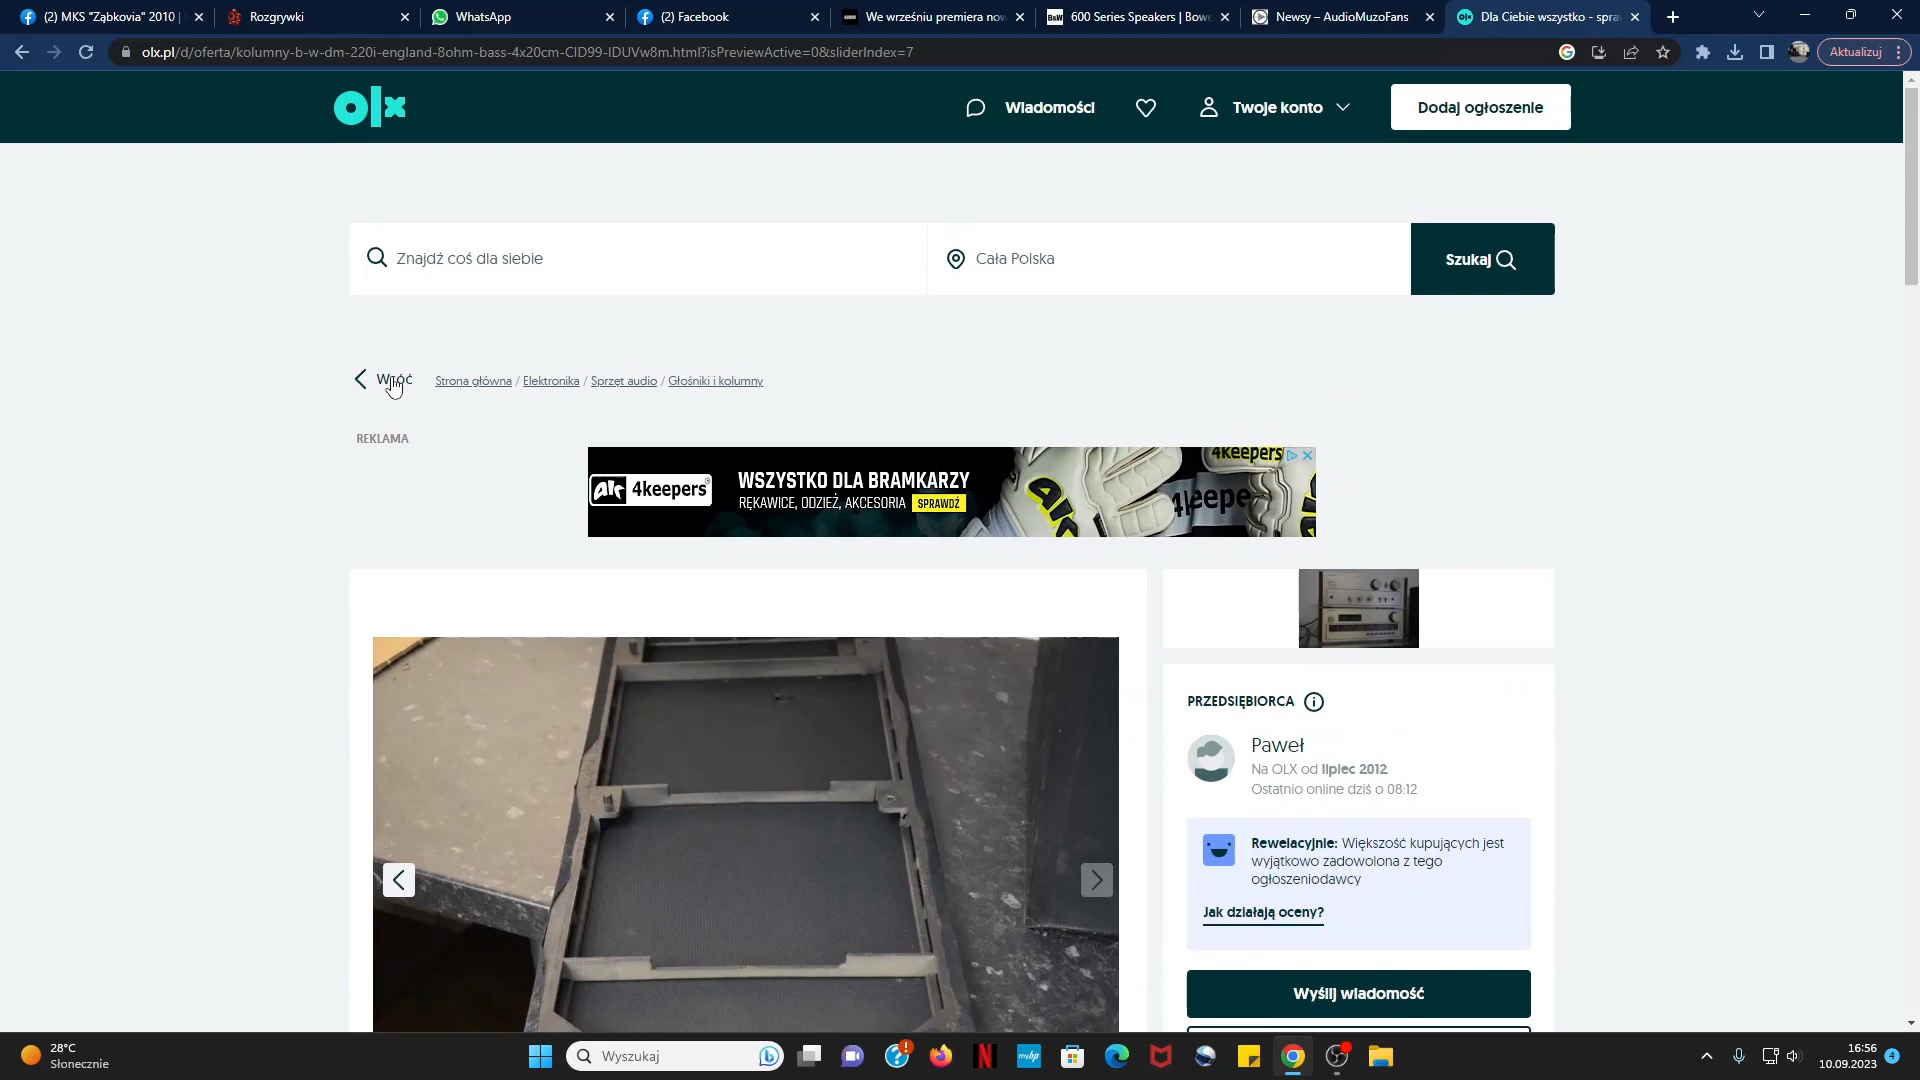 (2) MKS "Ząbkovia" 2010 |
Rozgrywki
WhatsApp
(2) Facebook
We wrześniu premiera now
600 Series Speakers | Bowe
Newsy – AudioMuzoFans
Dla Ciebie wszystko - spra
olx.pl/d/oferta/kolumny-b-w-dm-220i-england-8ohm-bass-4x20cm-CID99-IDUVw8m.html?isPreviewActive=0&sliderIndex=7
Aktualizuj
olx
Wiadomości
Twoje konto
Dodaj ogłoszenie
Znajdź coś dla siebie
Cała Polska
Szukaj
Wróć
Strona główna / Elektronika / Sprzęt audio / Głośniki i kolumny
REKLAMA
4keepers
WSZYSTKO DLA BRAMKARZY
RĘKAWICE, ODZIEŻ, AKCESORIA SPRAWDŹ
4keepers
PRZEDSIĘBIORCA
Paweł
Na OLX od lipiec 2012
Ostatnio online dziś o 08:12
Rewelacyjnie: Większość kupujących jest
wyjątkowo zadowolona z tego
ogłoszeniodawcy
Jak działają oceny?
Wyślij wiadomość
28°C
Słonecznie
Wyszukaj
16:56
10.09.2023
4